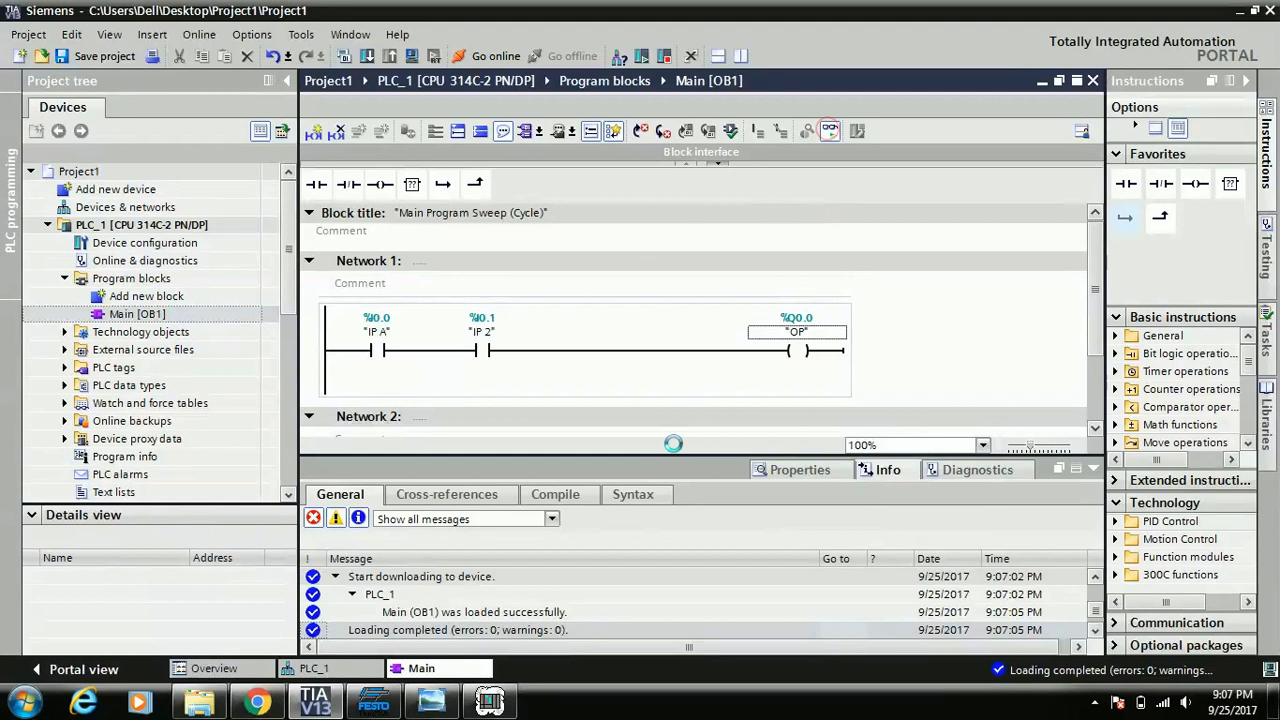 Siemens - C:\Users\Dell\Desktop\Project1\Project1
TIA
V13
Project Edit View Insert Online Options Tools Window Help
Totally Integrated Automation
PORTAL
Save project
Go online
Go offline
Project tree
Project1 PLC_1 [CPU 314C-2 PN/DP] Program blocks Main [OB1]
Instructions
Devices
Options
PLC programming
Block interface
Favorites
Project1
Add new device
Devices & networks
PLC_1 [CPU 314C-2 PN/DP]
Device configuration
Online & diagnostics
Program blocks
Add new block
Main [OB1]
Technology objects
External source files
PLC tags
PLC data types
Watch and force tables
Online backups
Device proxy data
Program info
PLC alarms
Text lists
??
Block title: "Main Program Sweep (Cycle)"
Comment
Network 1: .....
Comment
%I0.0 %I0.1 %Q0.0
"IP A" "IP 2" "OP"
Network 2: .....
100%
??
Basic instructions
General
Bit logic operatio...
Timer operations
Counter operations
Comparator oper...
Math functions
Move operations
Extended instructi...
Technology
PID Control
Motion Control
Function modules
300C functions
Communication
Optional packages
Instructions
Testing
Tasks
Libraries
Properties Info Diagnostics
General Cross-references Compile Syntax
Show all messages
! Message Go to ? Date Time
Start downloading to device. 9/25/2017 9:07:02 PM
PLC_1 9/25/2017 9:07:02 PM
Main (OB1) was loaded successfully. 9/25/2017 9:07:05 PM
Loading completed (errors: 0; warnings: 0). 9/25/2017 9:07:05 PM
Details view
Name Address
Portal view Overview PLC_1 Main
Loading completed (errors: 0; warnings...
TIA
V13
FESTO
9:07 PM
9/25/2017